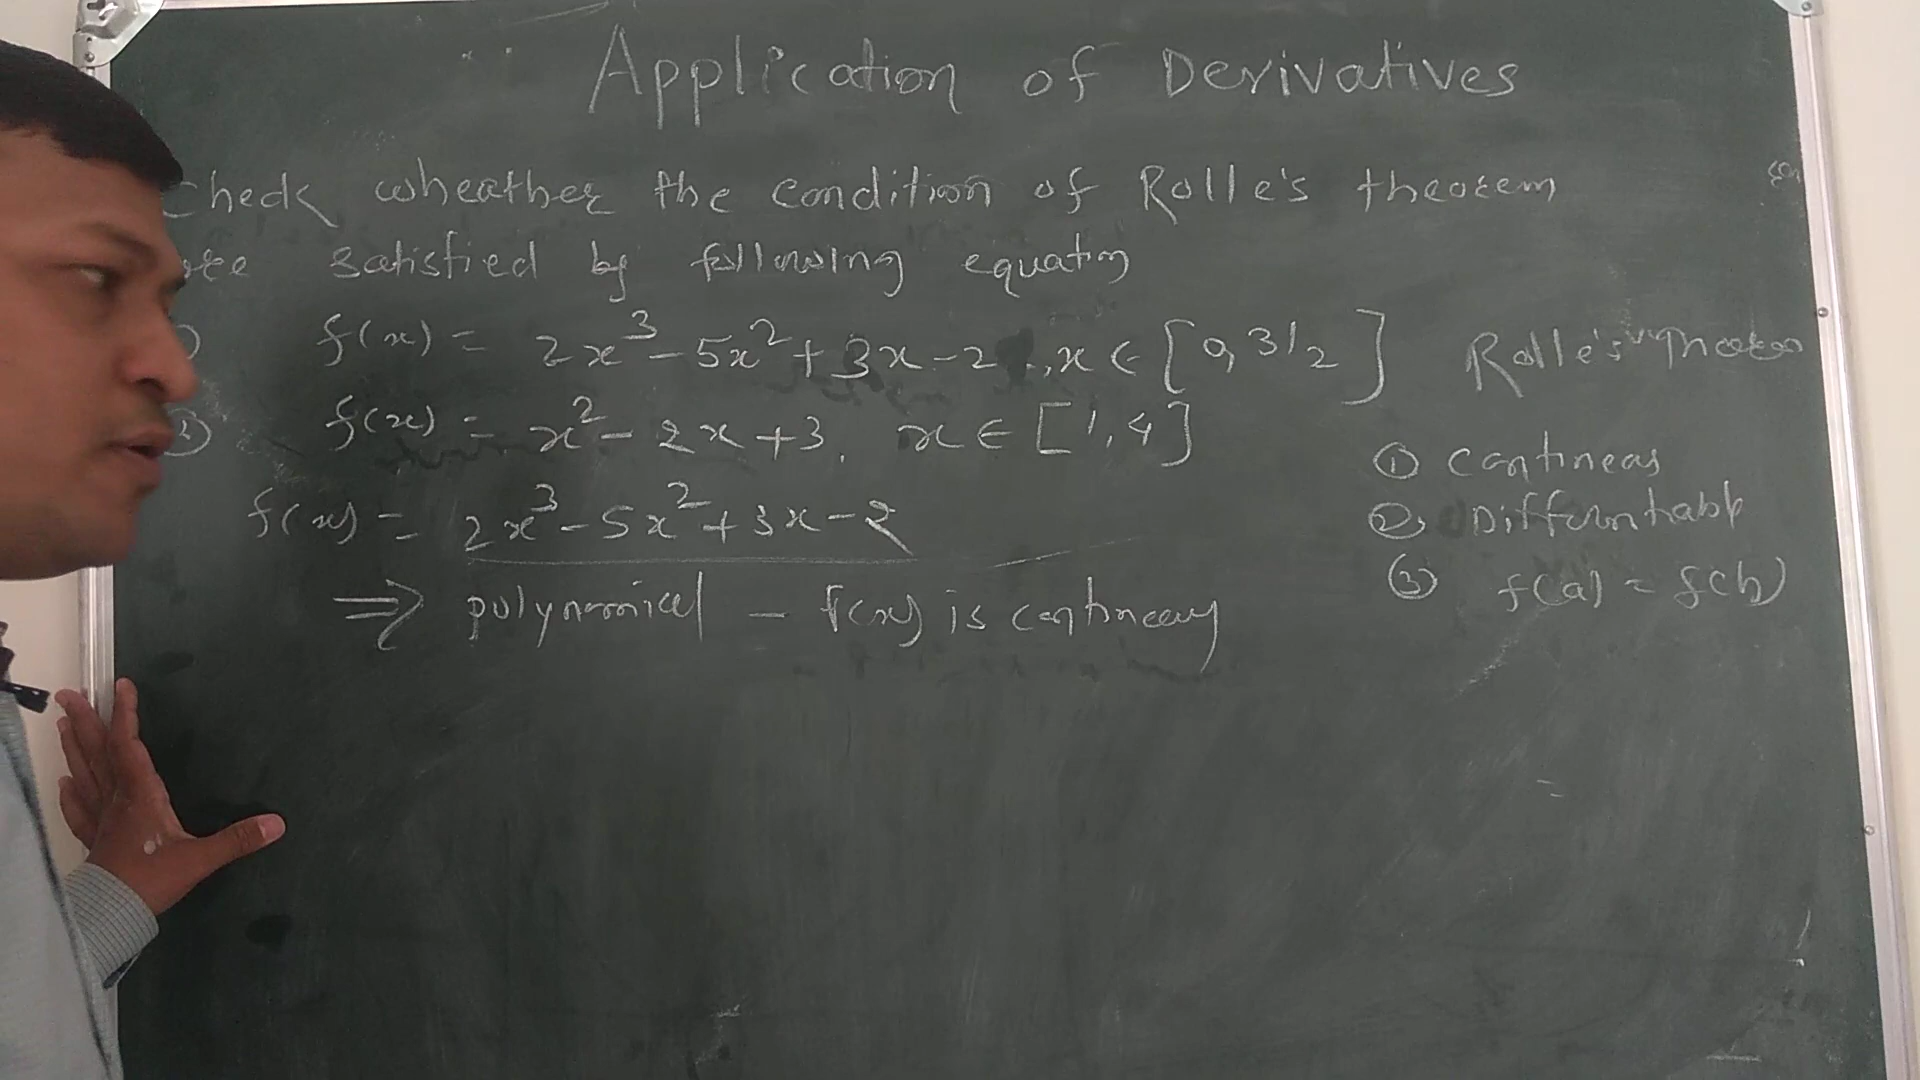 Application of Derivatives
Check wheather the condition of Rolle's theorem
are satisfied by following equation
f(x) = 2x³-5x²+3x-2 , x ∈ [0, 3/2]
② f(x) = x²-2x+3, x ∈ [1,4]
f(x) = 2x³-5x²+3x-2
⇒ polynomical - f(x) is contineous
Rolle's Theorem
① Contineas
② Differentiable
③ f(a) = f(b)